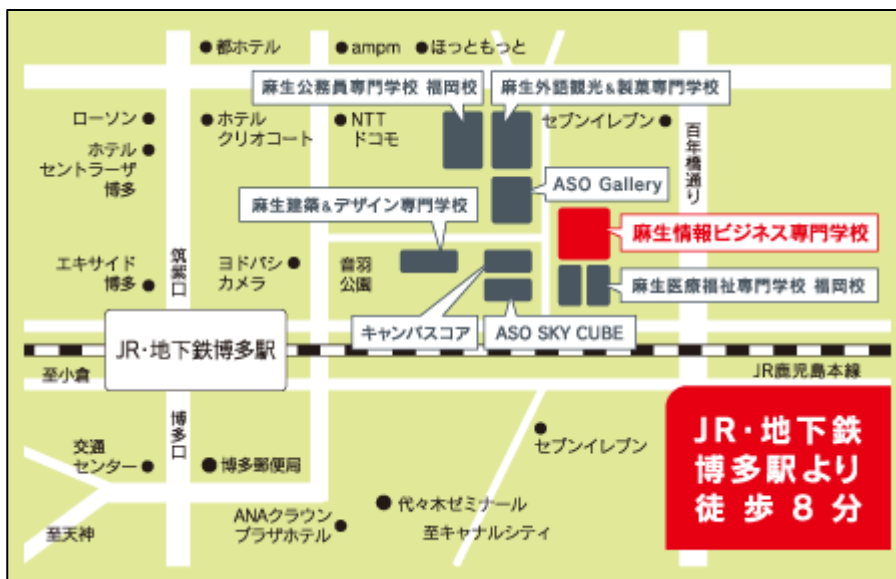 都ホテル
ampm
ほっともっと
麻生公務員専門学校 福岡校
麻生外語観光&製菓専門学校
ローソン
ホテル
クリオコート
NTT
ドコモ
セブンイレブン
百年橋通り
ホテル
セントラーザ
博多
ASO Gallery
麻生建築&デザイン専門学校
麻生情報ビジネス専門学校
筑紫口
エキサイド
博多
ヨドバシ
カメラ
音羽
公園
麻生医療福祉専門学校 福岡校
キャンパスコア
ASO SKY CUBE
JR・地下鉄博多駅
至小倉
JR鹿児島本線
博多口
交通
センター
博多郵便局
セブンイレブン
JR・地下鉄
博多駅より
徒歩8分
至天神
ANAクラウン
プラザホテル
代々木ゼミナール
至キャナルシティ